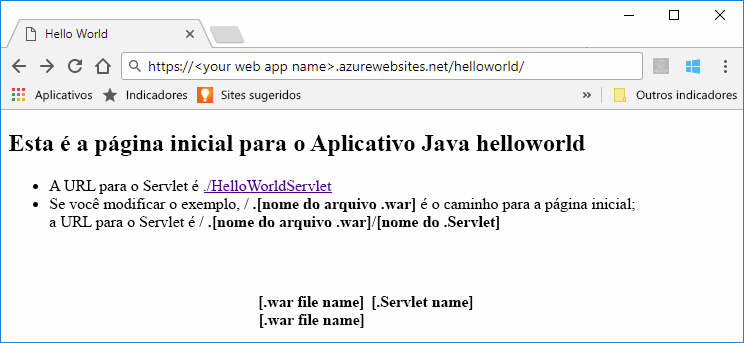 Hello World
https://<your web app name>.azurewebsites.net/helloworld/
Aplicativos Indicadores Sites sugeridos » Outros indicadores
Esta é a página inicial para o Aplicativo Java helloworld
• A URL para o Servlet é ./HelloWorldServlet
• Se você modificar o exemplo, / .[nome do arquivo .war] é o caminho para a página inicial;
a URL para o Servlet é / .[nome do arquivo .war]/[nome do .Servlet]
[.war file name] [.Servlet name]
[.war file name]